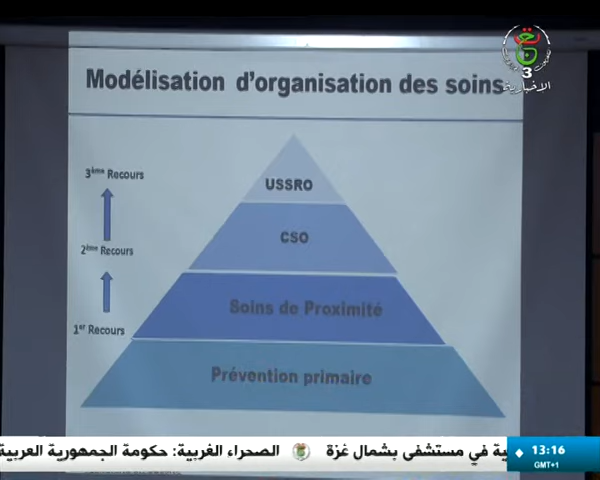 Modélisation d'organisation des soins
3
الإخبارية
3ème Recours
USSRO
2ème Recours
CSO
1er Recours
Soins de Proximité
Prévention primaire
ية في مستشفى بشمال غزة
الصحراء الغربية: حكومة الجمهورية العربية
13:16
GMT+1